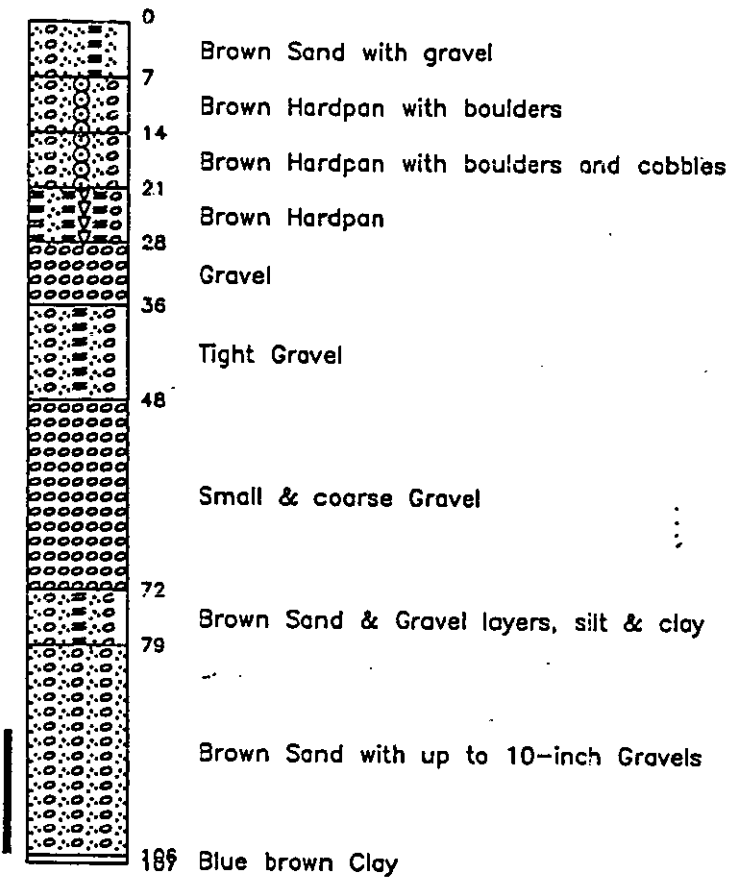 0
Brown Sand with gravel
7
Brown Hardpan with boulders
14
Brown Hardpan with boulders and cobbles
21
Brown Hardpan
28
Gravel
36
Tight Gravel
48
Small & coarse Gravel
72
Brown Sand & Gravel layers, silt & clay
79
Brown Sand with up to 10-inch Gravels
Blue brown Clay